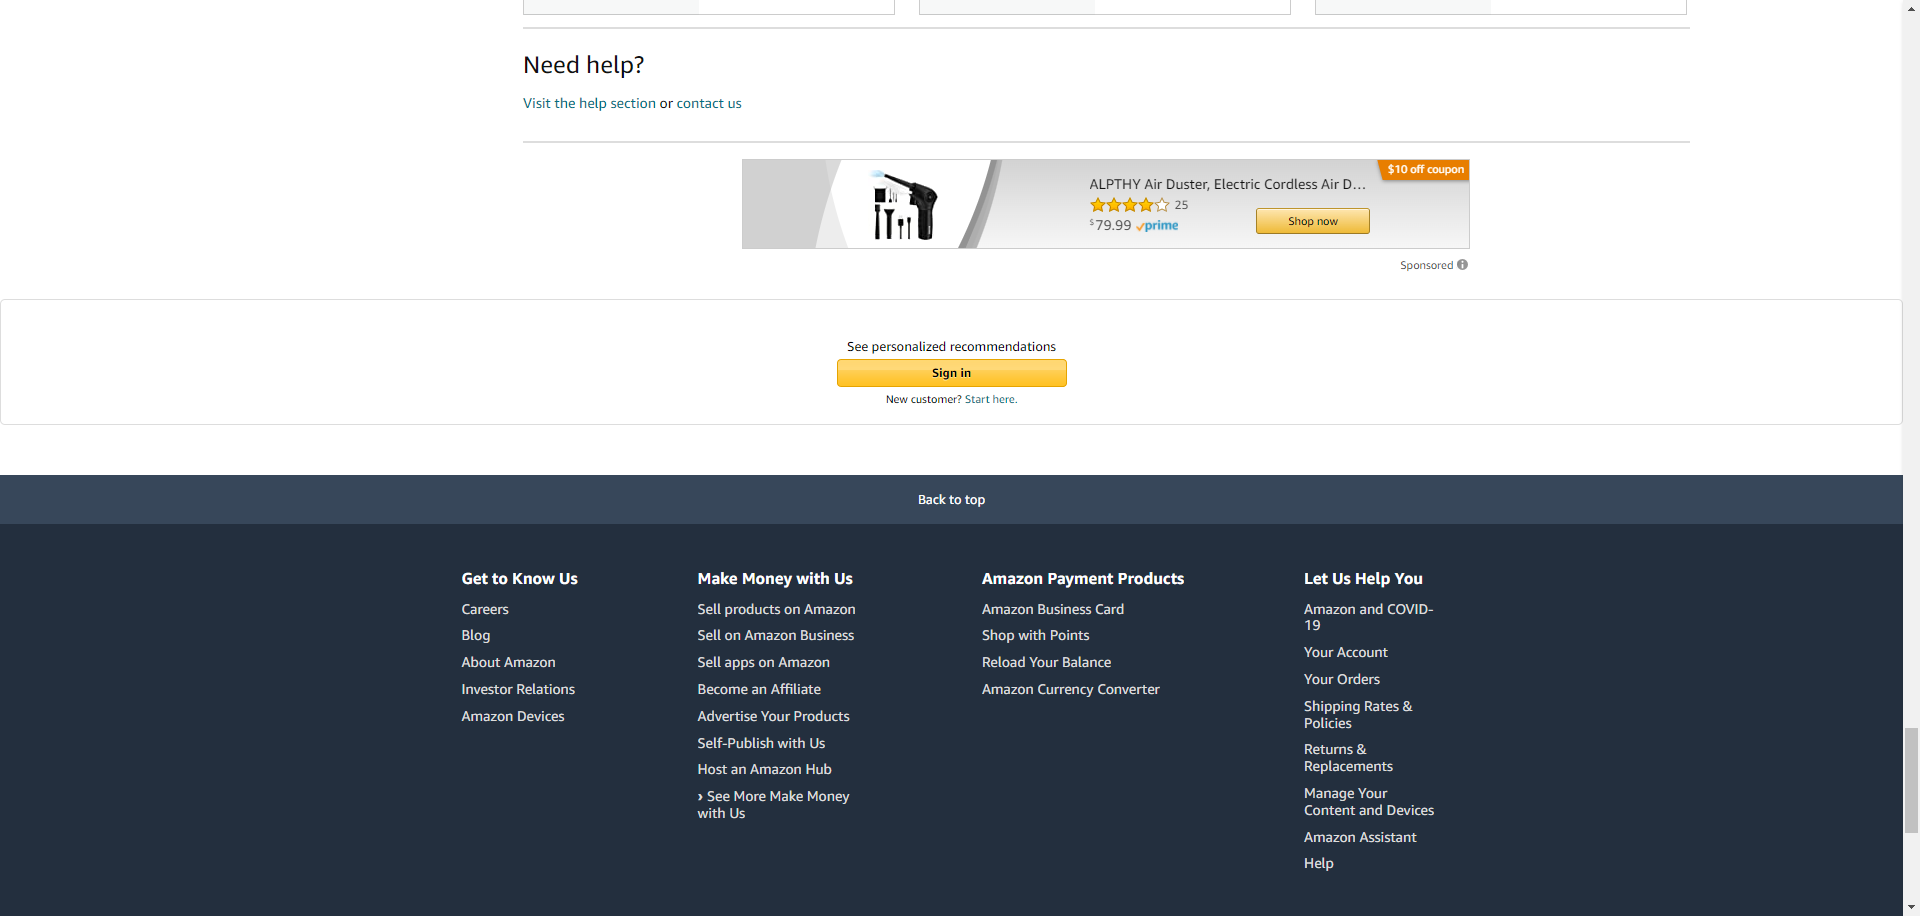 Need help?
Visit the help section or contact us
$10 off coupon
ALPTHY Air Duster, Electric Cordless Air D...
25
$79.99 prime
Shop now
Sponsored
See personalized recommendations
Sign in
New customer? Start here.
Back to top
Get to Know Us
Careers
Blog
About Amazon
Investor Relations
Amazon Devices
Make Money with Us
Sell products on Amazon
Sell on Amazon Business
Sell apps on Amazon
Become an Affiliate
Advertise Your Products
Self-Publish with Us
Host an Amazon Hub
› See More Make Money
with Us
Amazon Payment Products
Amazon Business Card
Shop with Points
Reload Your Balance
Amazon Currency Converter
Let Us Help You
Amazon and COVID-
19
Your Account
Your Orders
Shipping Rates &
Policies
Returns &
Replacements
Manage Your
Content and Devices
Amazon Assistant
Help